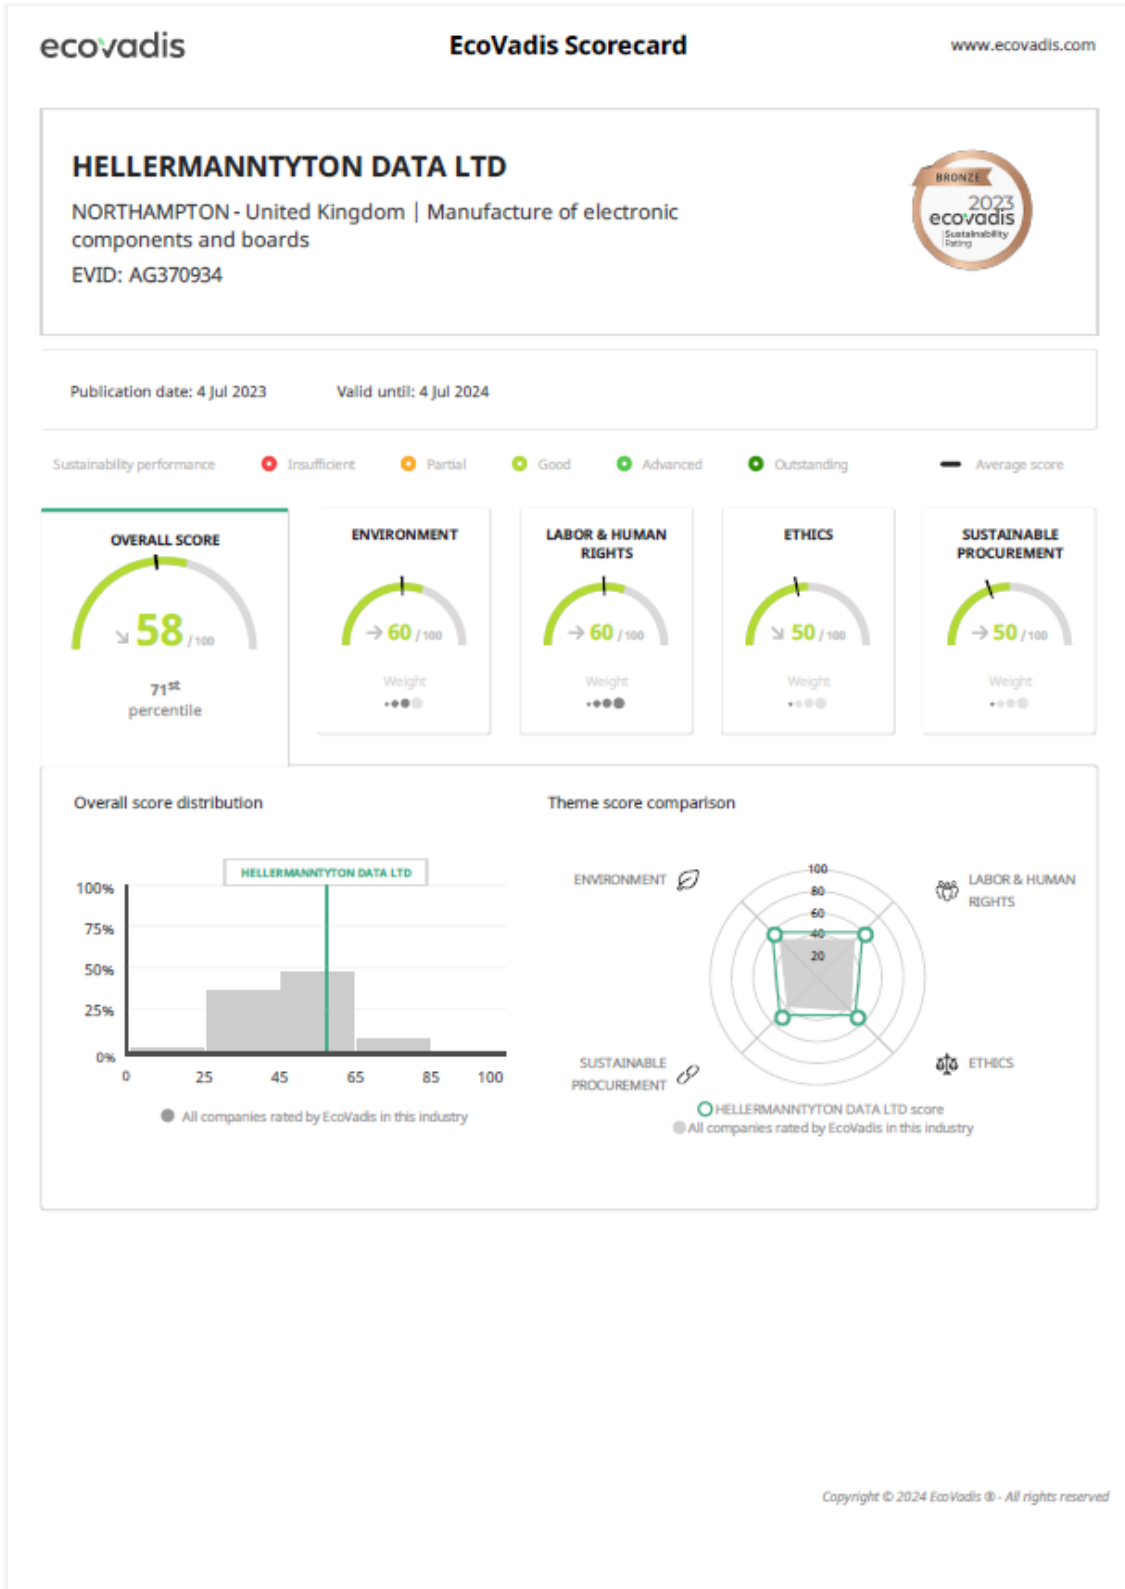 ecovadis
EcoVadis Scorecard
www.ecovadis.com
HELLERMANNTYTON DATA LTD
NORTHAMPTON - United Kingdom | Manufacture of electronic
components and boards
EVID: AG370934
BRONZE
2023
ecovadis
Sustainability
Rating
Publication date: 4 Jul 2023
Valid until: 4 Jul 2024
Sustainability performance
Insufficient
Partial
Good
Advanced
Outstanding
Average score
OVERALL SCORE
58 / 100
71st
percentile
ENVIRONMENT
60 / 100
Weight
LABOR & HUMAN
RIGHTS
60 / 100
Weight
ETHICS
50 / 100
Weight
SUSTAINABLE
PROCUREMENT
50 / 100
Weight
Overall score distribution
HELLERMANNTYTON DATA LTD
100%
75%
50%
25%
0%
0 25 45 65 85 100
All companies rated by EcoVadis in this industry
Theme score comparison
ENVIRONMENT
LABOR & HUMAN
RIGHTS
100
80
60
40
20
SUSTAINABLE
PROCUREMENT
ETHICS
HELLERMANNTYTON DATA LTD score
All companies rated by EcoVadis in this industry
Copyright © 2024 EcoVadis ® - All rights reserved